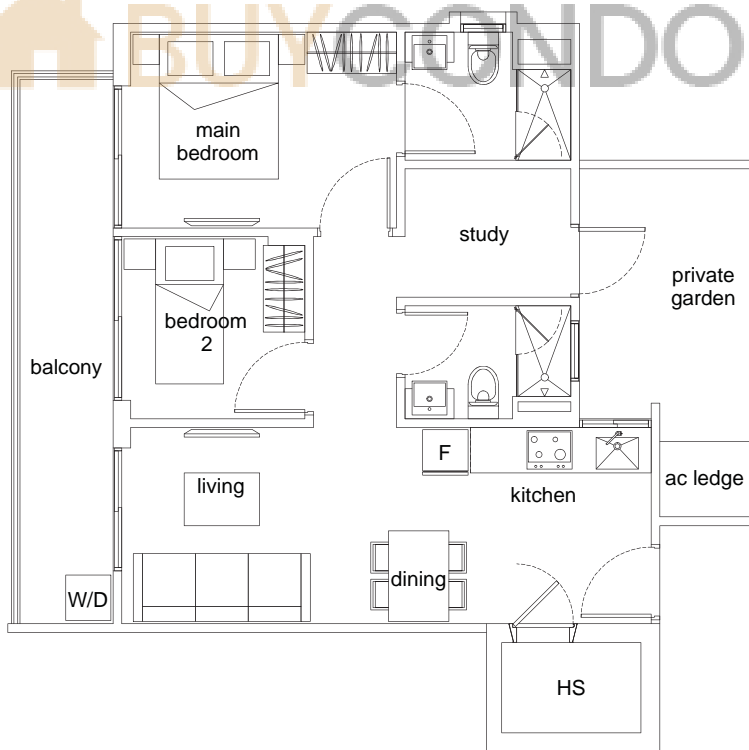 BUYCONDO
main
bedroom
study
private
garden
bedroom
2
balcony
F
living
kitchen
ac ledge
dining
W/D
HS